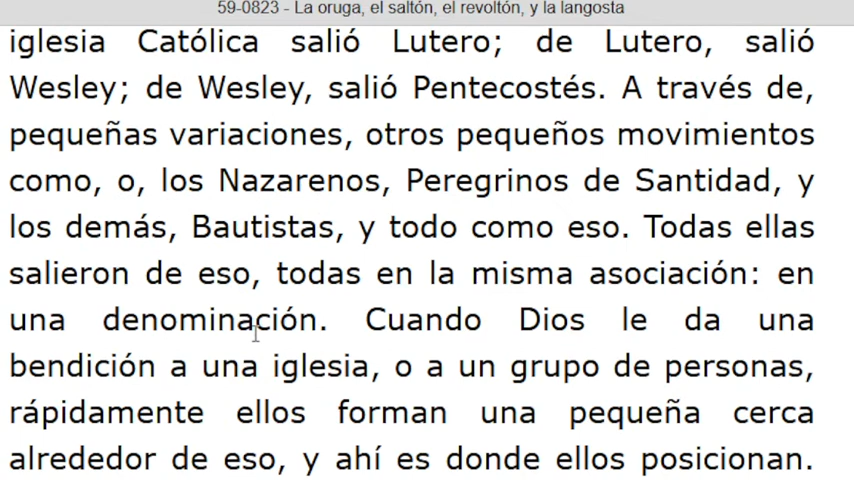 59-0823 - La oruga, el saltón, el revoltón, y la langosta
iglesia Católica salió Lutero; de Lutero, salió
Wesley; de Wesley, salió Pentecostés. A través de,
pequeñas variaciones, otros pequeños movimientos
como, o, los Nazarenos, Peregrinos de Santidad, y
los demás, Bautistas, y todo como eso. Todas ellas
salieron de eso, todas en la misma asociación: en
una denominación. Cuando Dios le da una
bendición a una iglesia, o a un grupo de personas,
rápidamente ellos forman una pequeña cerca
alrededor de eso, y ahí es donde ellos posicionan.